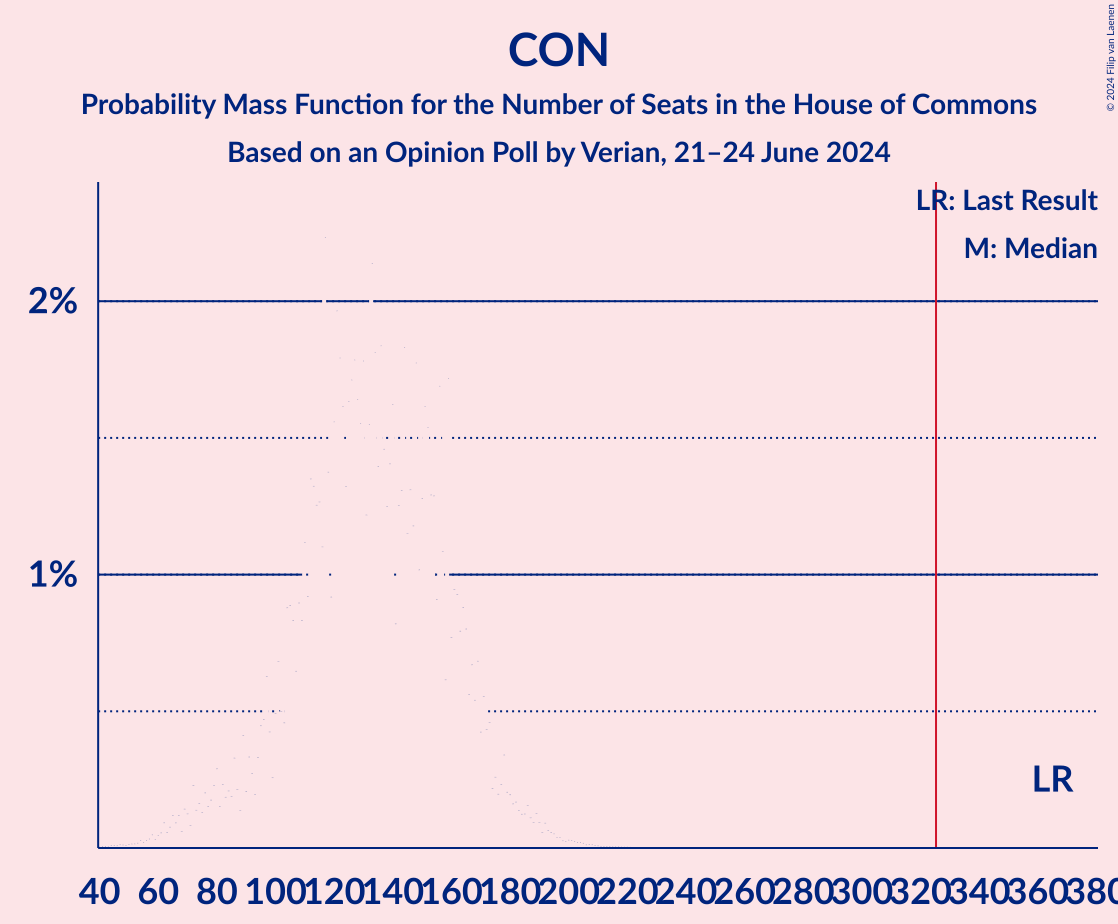 CON
Probability Mass Function for the Number of Seats in the House of Commons
Based on an Opinion Poll by Verian, 21–24 June 2024
© 2024 Filip van Laenen
LR: Last Result
M: Median
2%
1%
LR
40 60 80 100 120 140 160 180 200 220 240 260 280 300 320 340 360 380